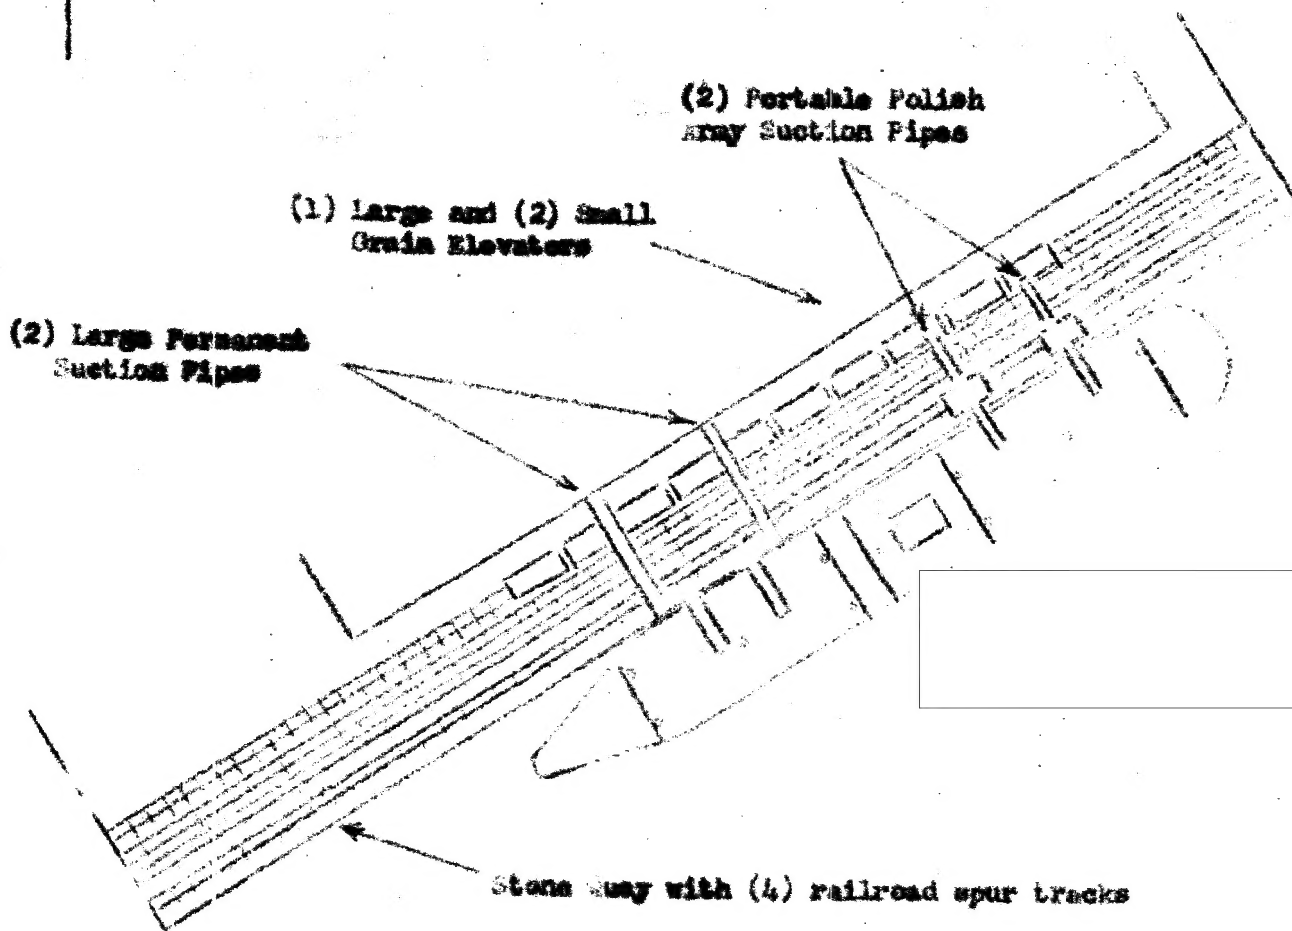 (2) Portable Polish
Army Suction Pipes
(1) Large and (2) Small
Grain Elevators
(2) Large Permanent
Suction Pipes
Stone Quay with (4) railroad spur tracks